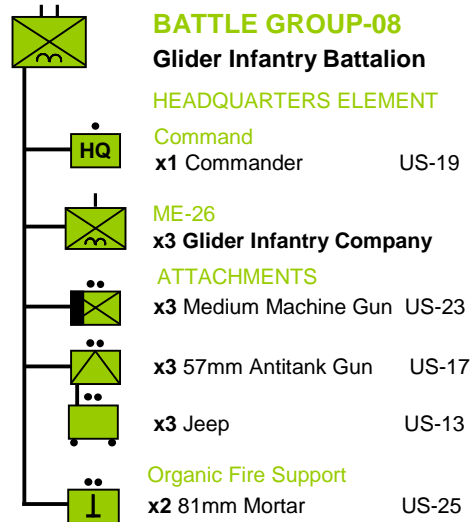 BATTLE GROUP-08
Glider Infantry Battalion
HEADQUARTERS ELEMENT
HQ
Command
x1 Commander US-19
ME-26
x3 Glider Infantry Company
ATTACHMENTS
x3 Medium Machine Gun US-23
x3 57mm Antitank Gun US-17
x3 Jeep US-13
Organic Fire Support
x2 81mm Mortar US-25